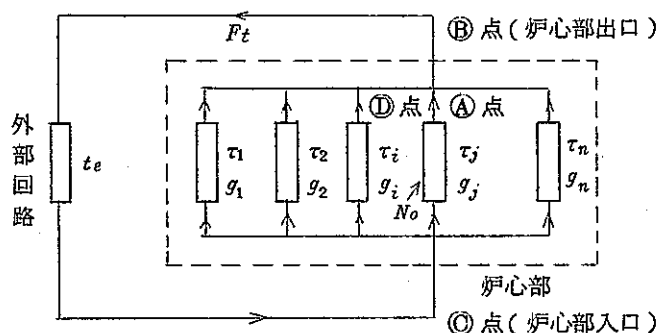 Ⓑ 点 ( 炉心部出口 )
Ft
Ⓓ 点 Ⓐ 点
外部回路
te
τ1 τ2 τi τj τn
g1 g2 gi gj gn
No
炉心部
Ⓒ 点 ( 炉心部入口 )